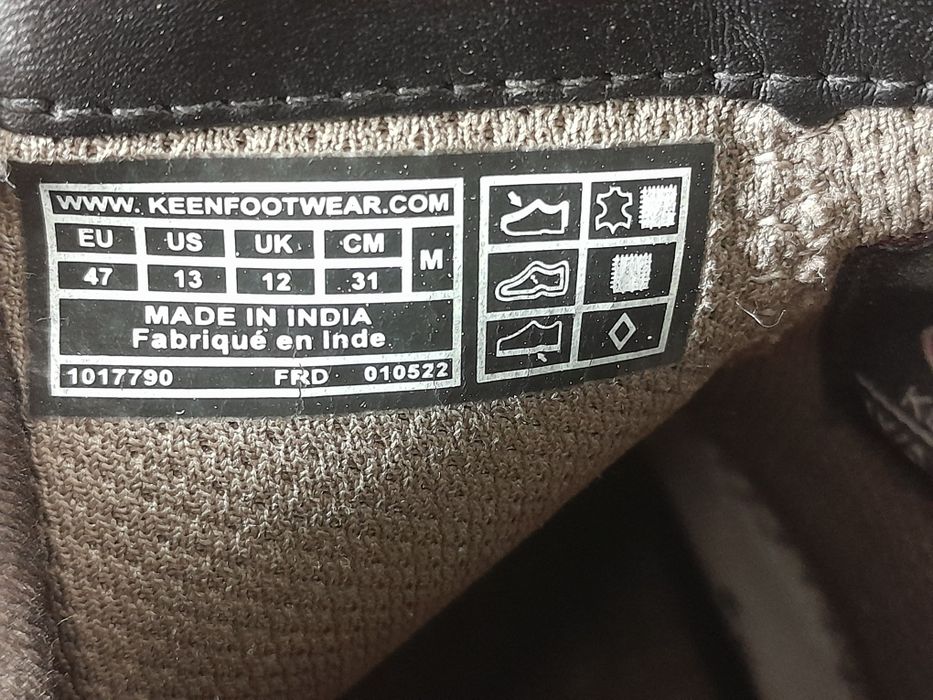 WWW.KEENFOOTWEAR.COM
EU US UK CM M
47 13 12 31
MADE IN INDIA
Fabriqué en Inde
1017790 FRD 010522